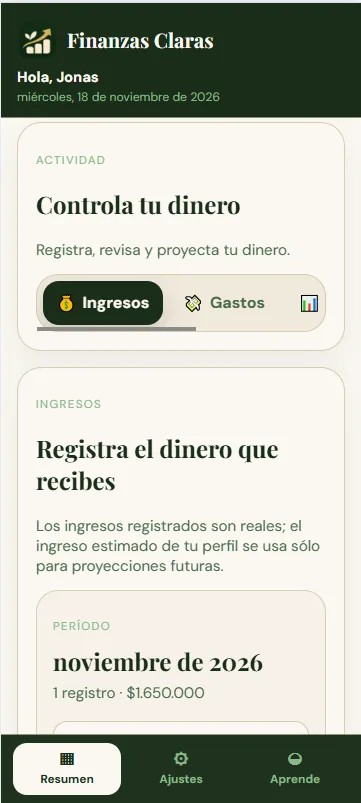 Finanzas Claras
Hola, Jonas
miércoles, 18 de noviembre de 2026
ACTIVIDAD
Controla tu dinero
Registra, revisa y proyecta tu dinero.
Ingresos
Gastos
INGRESOS
Registra el dinero que
recibes
Los ingresos registrados son reales; el
ingreso estimado de tu perfil se usa sólo
para proyecciones futuras.
PERÍODO
noviembre de 2026
1 registro · $1.650.000
Resumen
Ajustes
Aprende